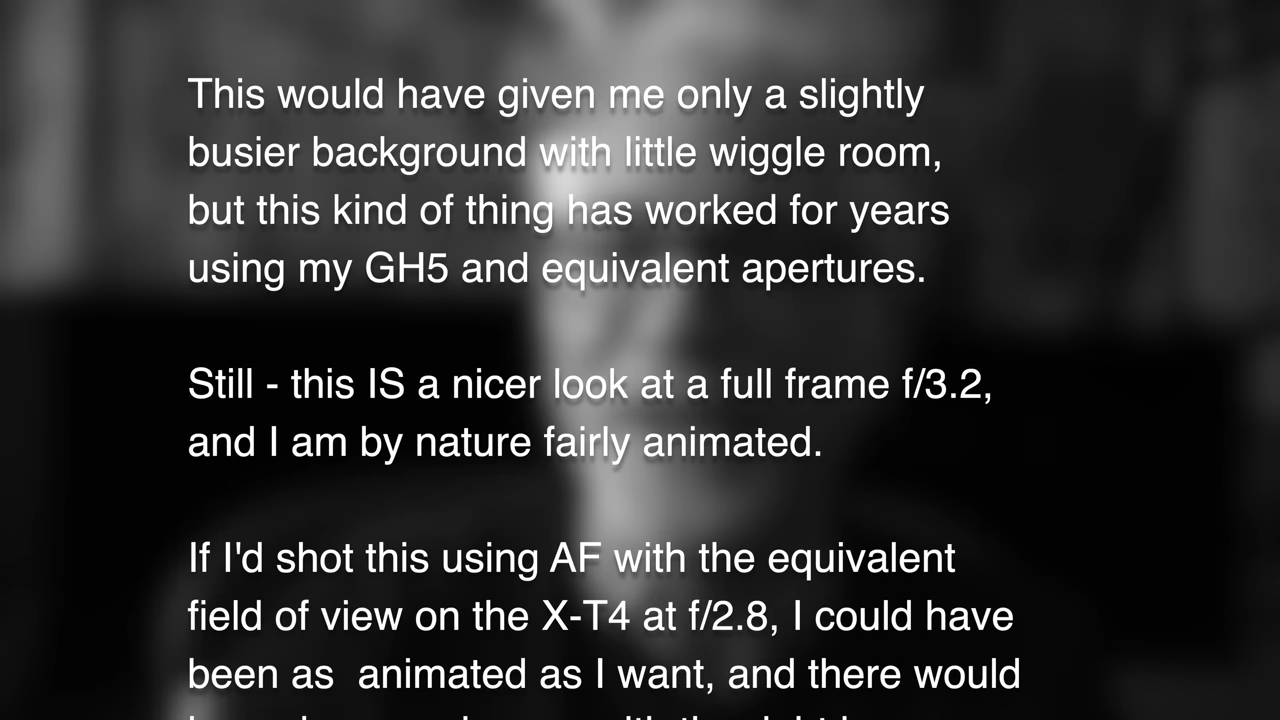 This would have given me only a slightly
busier background with little wiggle room,
but this kind of thing has worked for years
using my GH5 and equivalent apertures.
Still - this IS a nicer look at a full frame f/3.2,
and I am by nature fairly animated.
If I'd shot this using AF with the equivalent
field of view on the X-T4 at f/2.8, I could have
been as  animated as I want, and there would